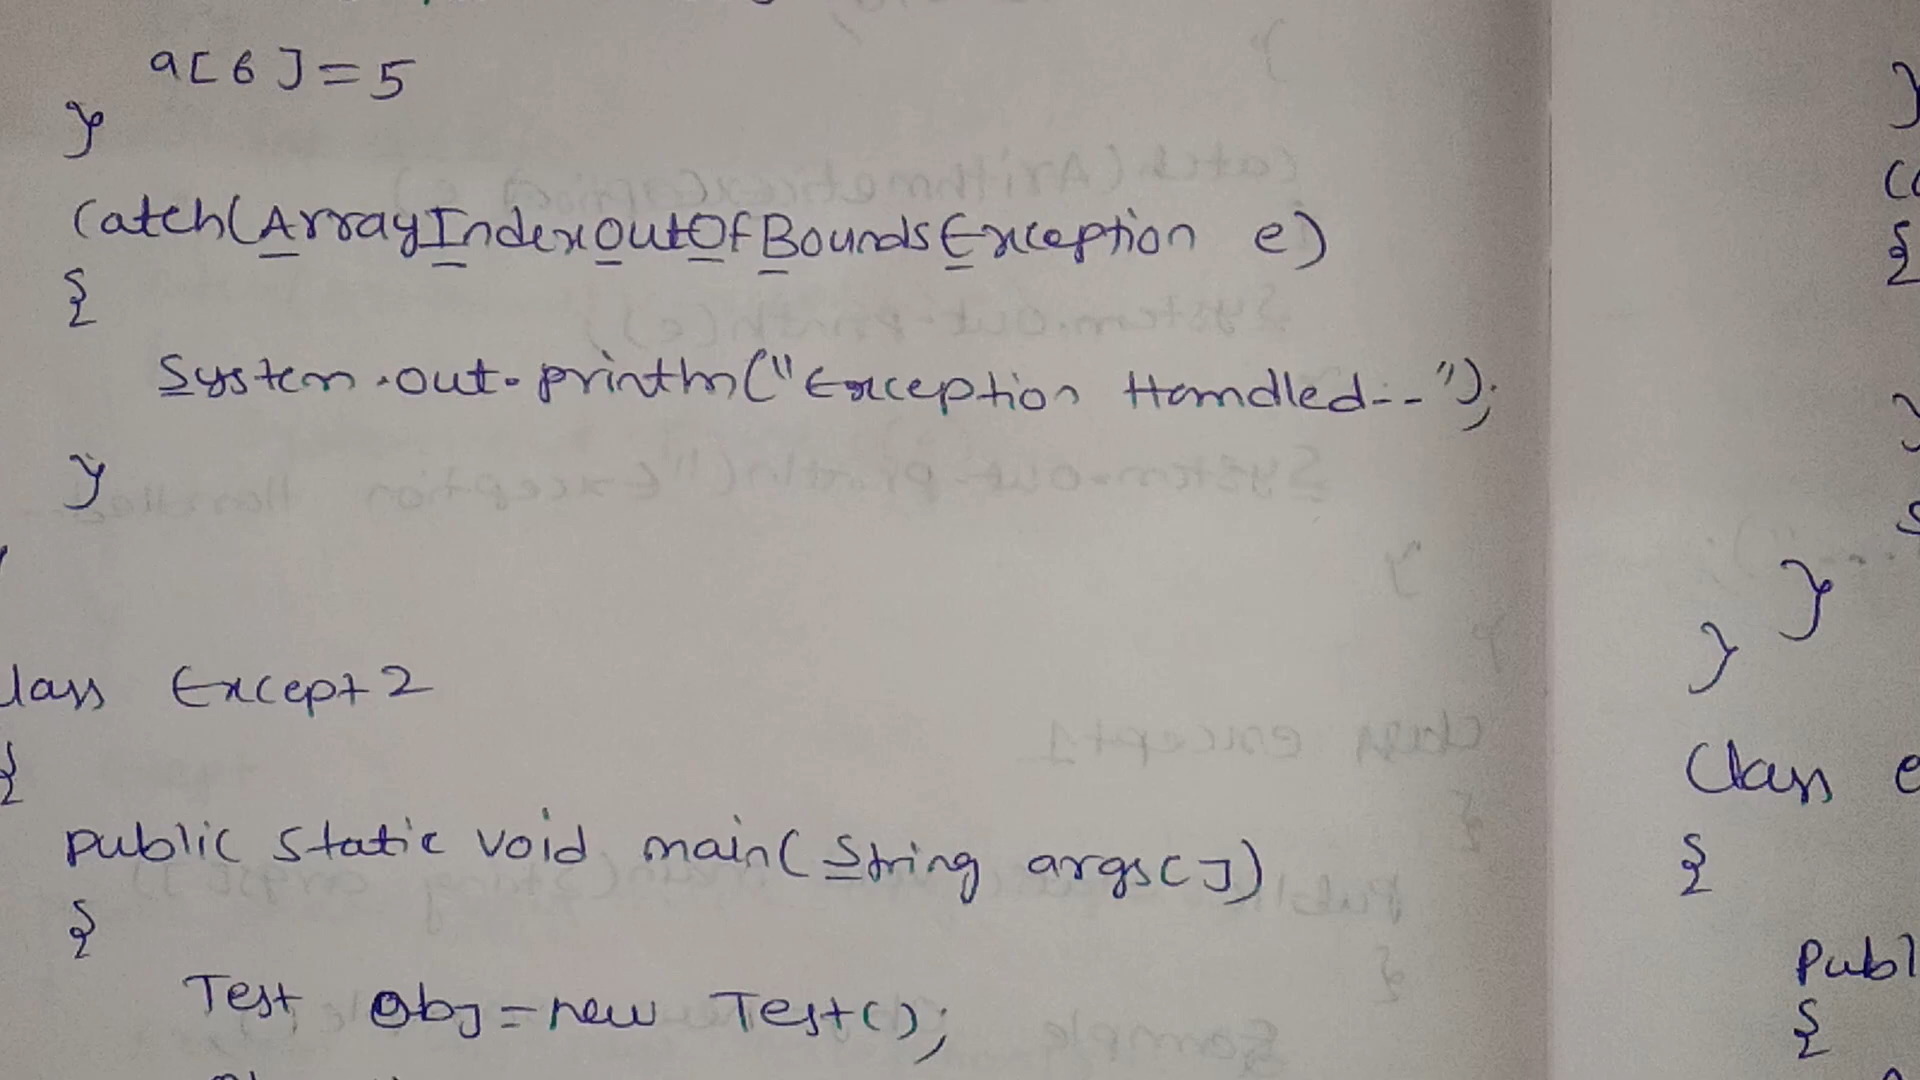 a[6]=5
}
catch(ArrayIndexOutOfBoundsException e)
{
System.out.println("Exception Handled--");
}
class Except2
{
public static void main(String args[])
{
Test obj=new Test();
}
{
}
}
}
Class e
{
publ
{